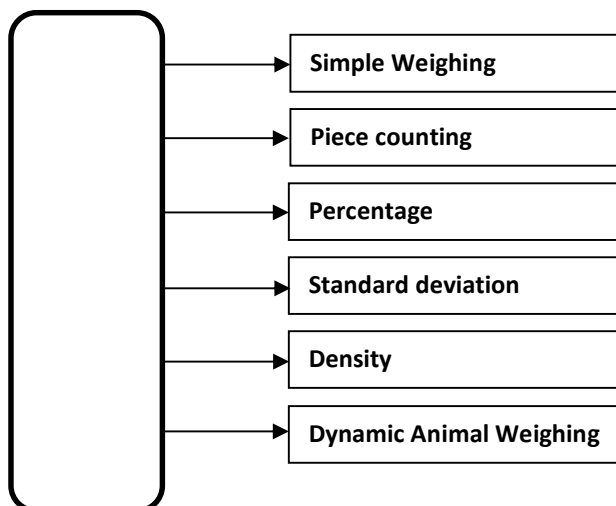 Simple Weighing
Piece counting
Percentage
Standard deviation
Density
Dynamic Animal Weighing